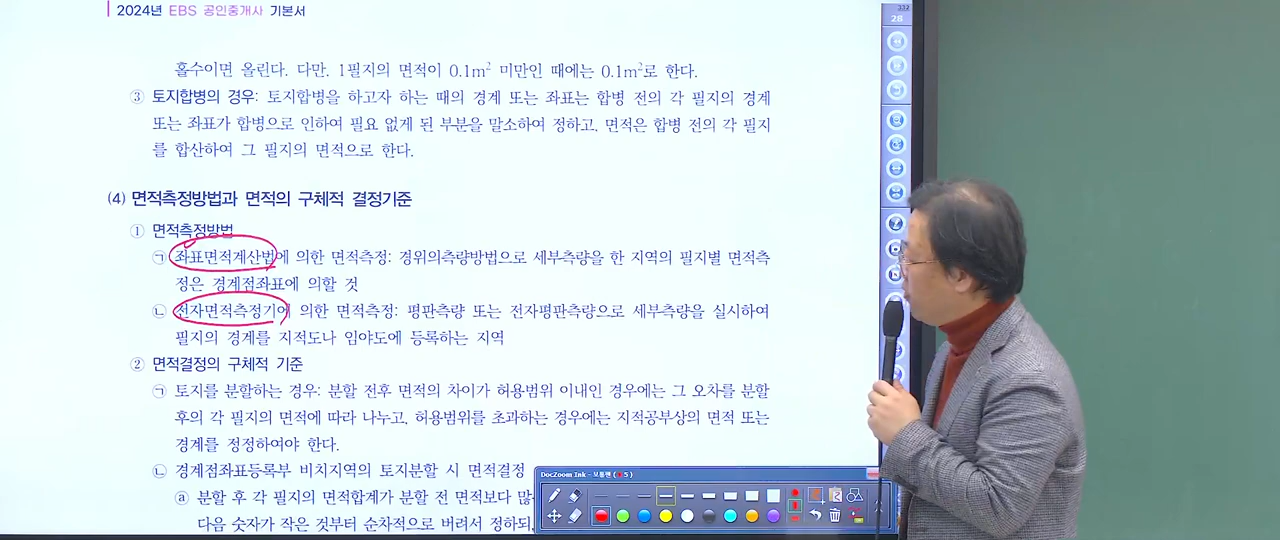 2024년 EBS 공인중개사 기본서
332
28
홀수이면 올린다. 다만, 1필지의 면적이 0.1m² 미만인 때에는 0.1m²로 한다.
③ 토지합병의 경우: 토지합병을 하고자 하는 때의 경계 또는 좌표는 합병 전의 각 필지의 경계
또는 좌표가 합병으로 인하여 필요 없게 된 부분을 말소하여 정하고, 면적은 합병 전의 각 필지
를 합산하여 그 필지의 면적으로 한다.
(4) 면적측정방법과 면적의 구체적 결정기준
① 면적측정방법
㉠ 좌표면적계산법에 의한 면적측정: 경위의측량방법으로 세부측량을 한 지역의 필지별 면적측
정은 경계점좌표에 의할 것
㉡ 전자면적측정기에 의한 면적측정: 평판측량 또는 전자평판측량으로 세부측량을 실시하여
필지의 경계를 지적도나 임야도에 등록하는 지역
② 면적결정의 구체적 기준
㉠ 토지를 분할하는 경우: 분할 전후 면적의 차이가 허용범위 이내인 경우에는 그 오차를 분할
후의 각 필지의 면적에 따라 나누고, 허용범위를 초과하는 경우에는 지적공부상의 면적 또는
경계를 정정하여야 한다.
㉡ 경계점좌표등록부 비치지역의 토지분할 시 면적결정
ⓐ 분할 후 각 필지의 면적합계가 분할 전 면적보다 많
다음 숫자가 작은 것부터 순차적으로 버려서 정하되,
DocZoom Ink - 보통펜 ( 5 )